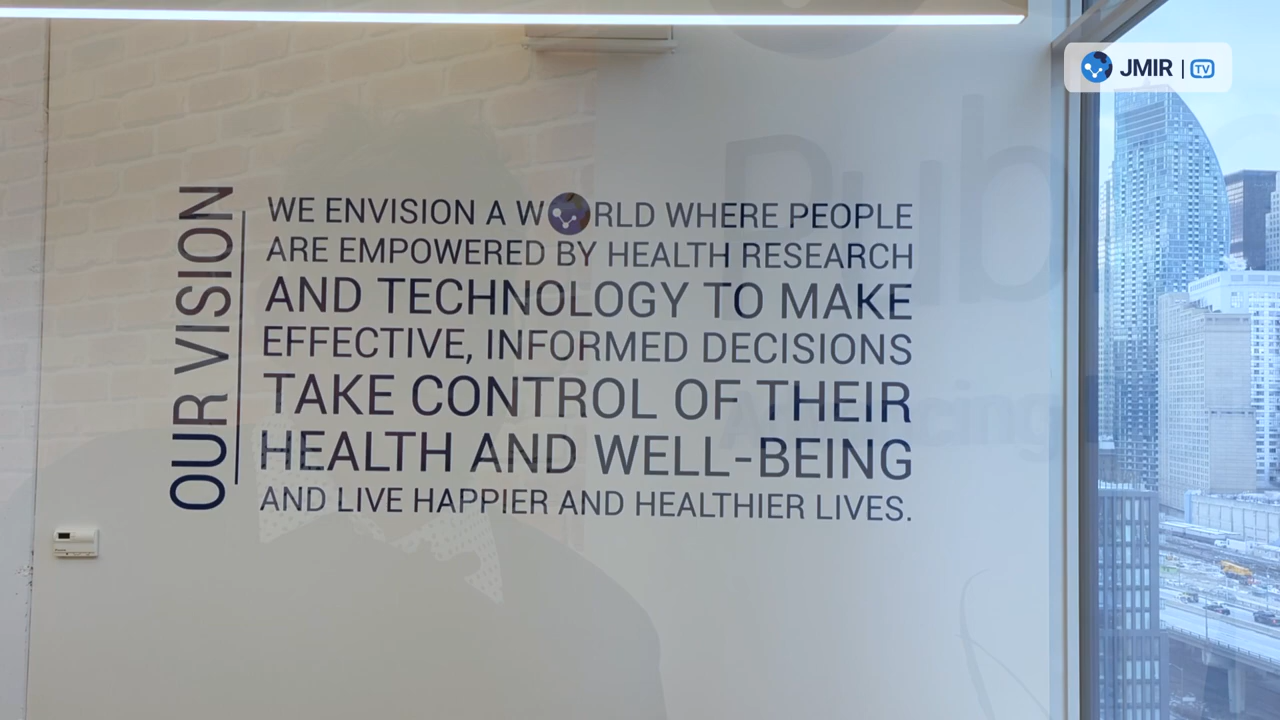 JMIR | TV
OUR VISION
WE ENVISION A WORLD WHERE PEOPLE
ARE EMPOWERED BY HEALTH RESEARCH
AND TECHNOLOGY TO MAKE
EFFECTIVE, INFORMED DECISIONS
TAKE CONTROL OF THEIR
HEALTH AND WELL-BEING
AND LIVE HAPPIER AND HEALTHIER LIVES.